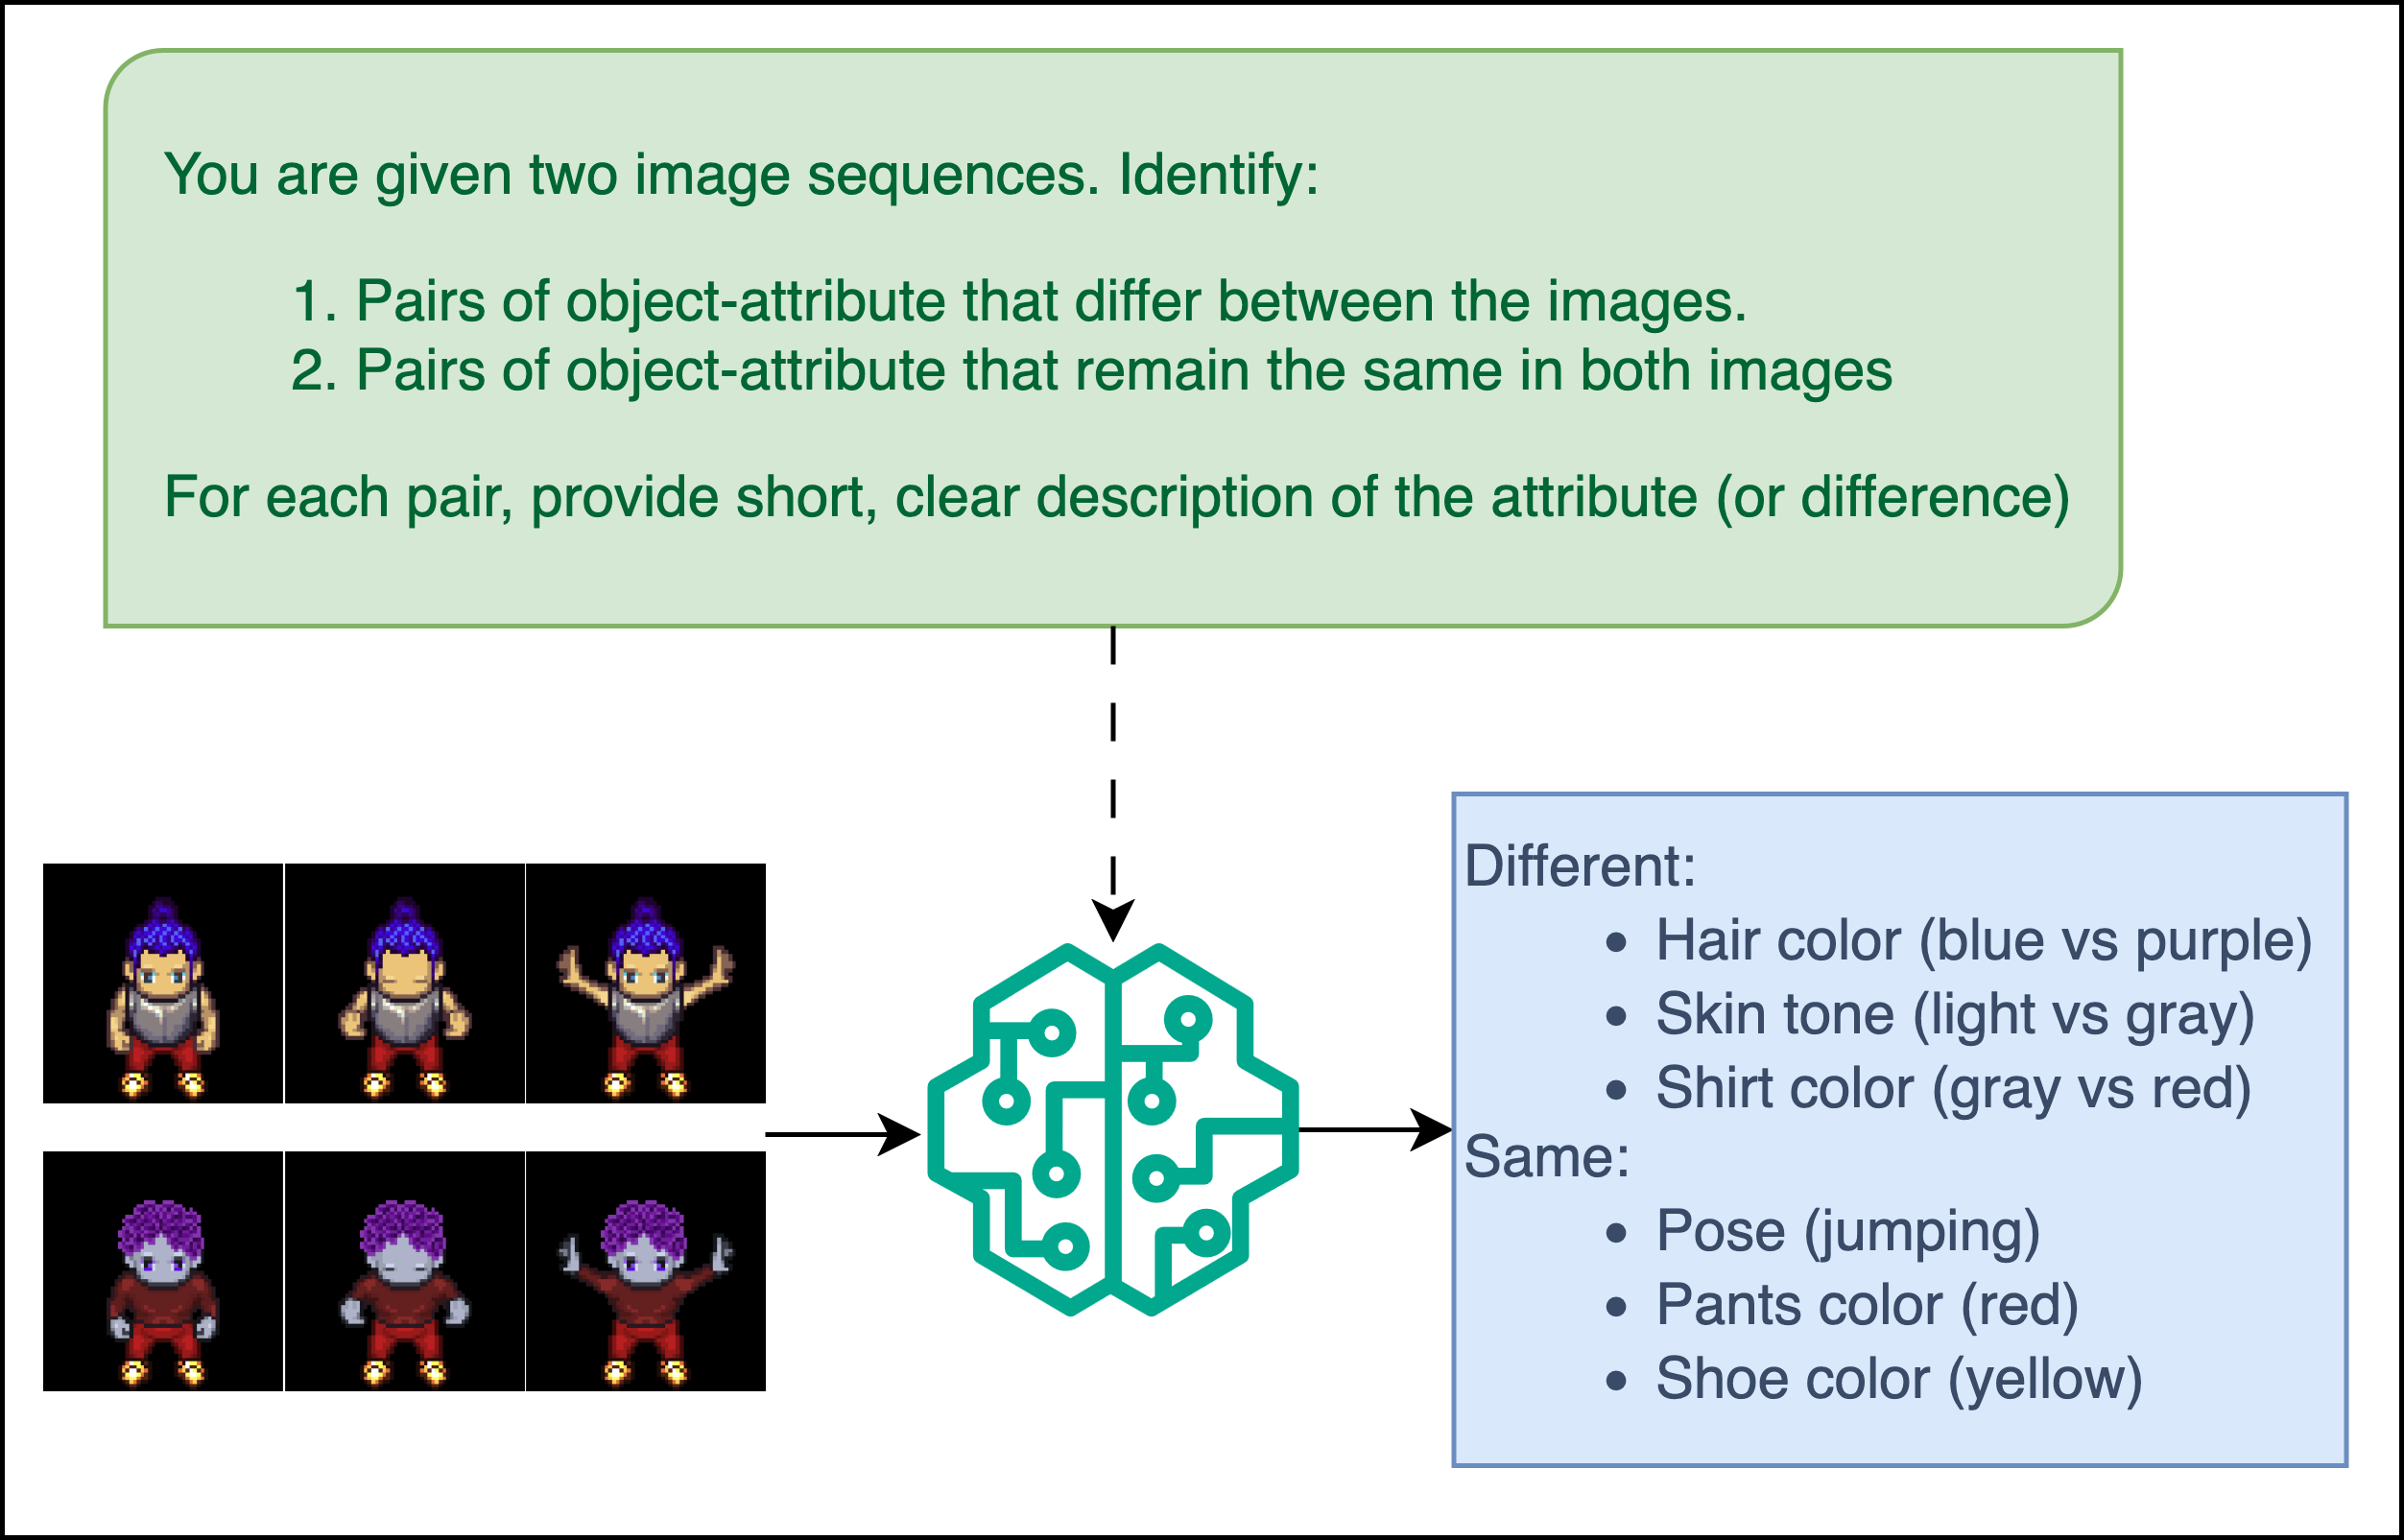 You are given two image sequences. Identify:
1. Pairs of object-attribute that differ between the images.
2. Pairs of object-attribute that remain the same in both images
For each pair, provide short, clear description of the attribute (or difference)
Different:
• Hair color (blue vs purple)
• Skin tone (light vs gray)
• Shirt color (gray vs red)
Same:
• Pose (jumping)
• Pants color (red)
• Shoe color (yellow)